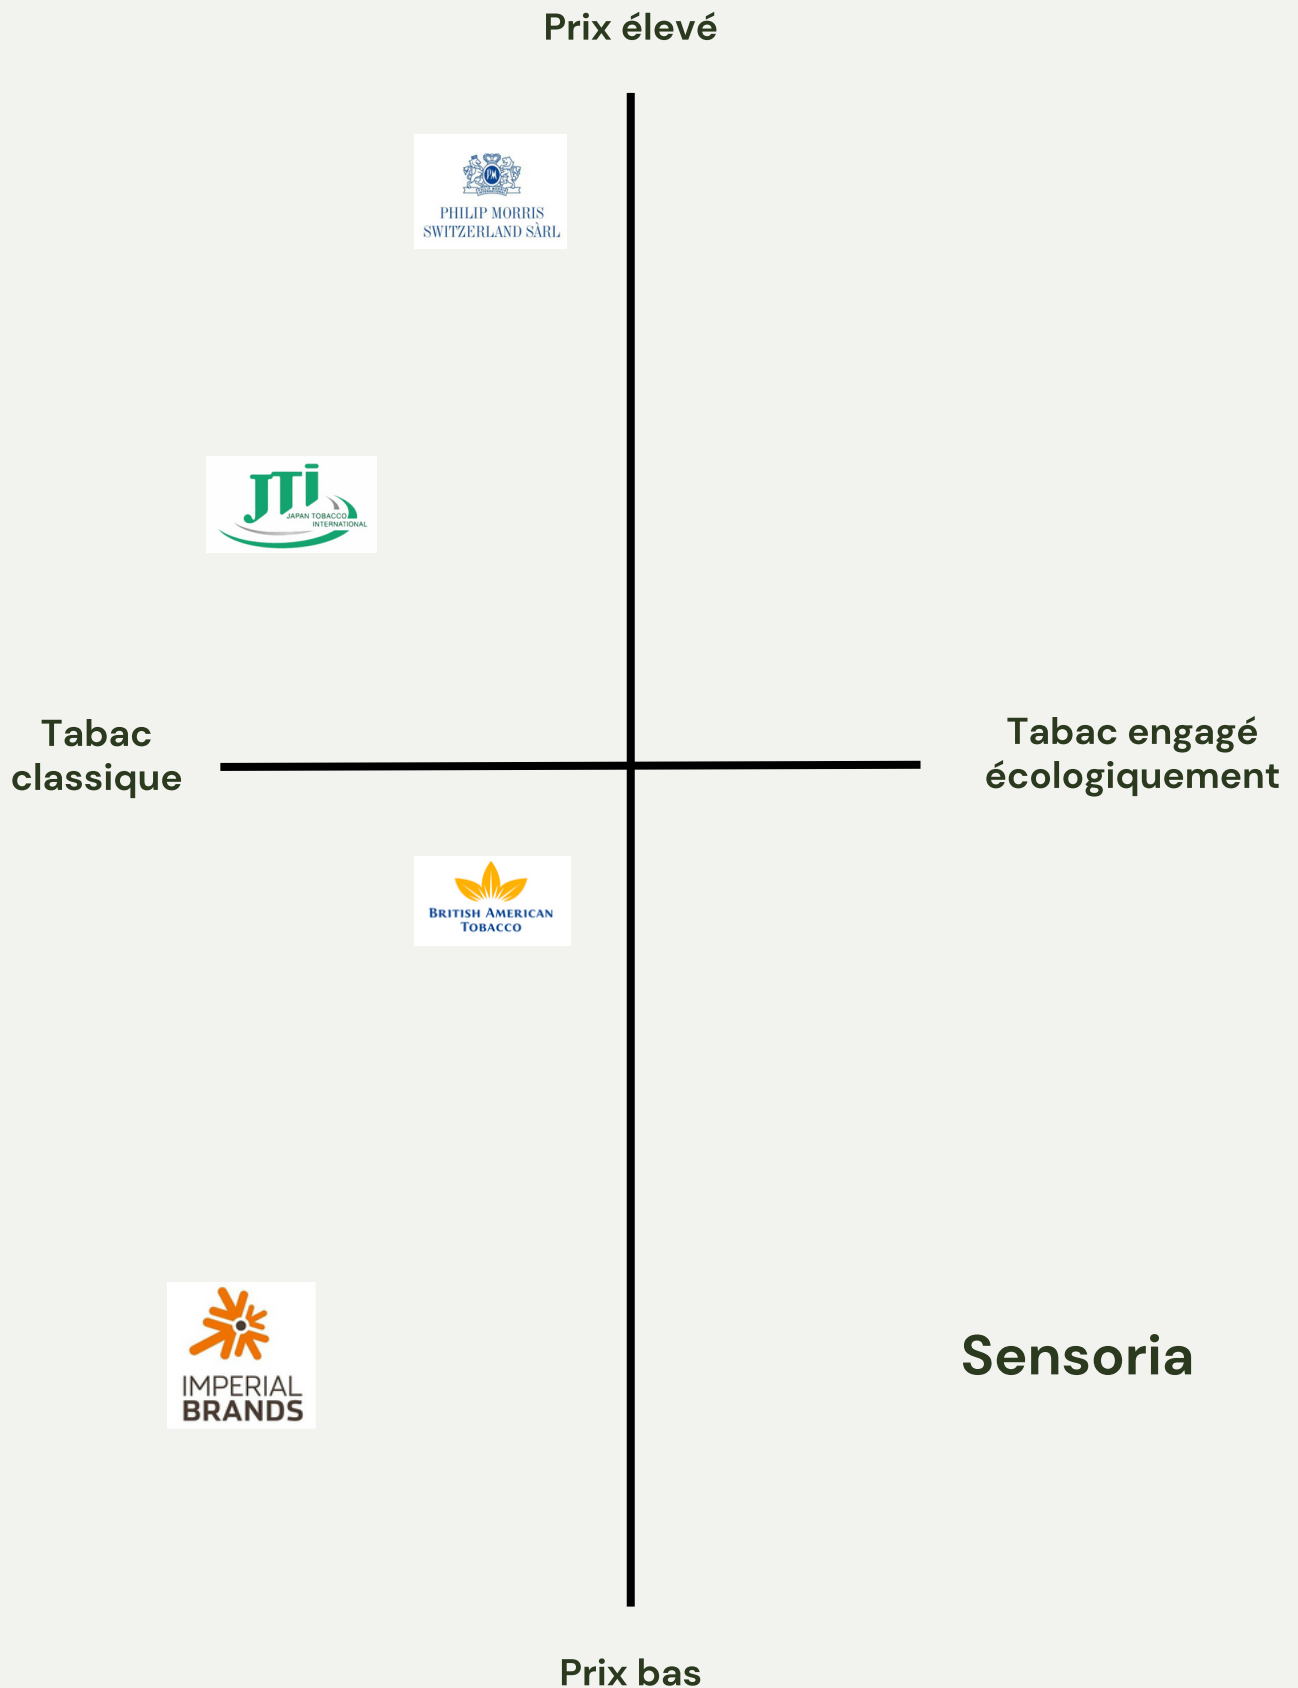 Prix élevé
PM
PHILIP MORRIS
SWITZERLAND SÀRL
JTi
JAPAN TOBACCO
INTERNATIONAL
Tabac
classique
Tabac engagé
écologiquement
BRITISH AMERICAN
TOBACCO
IMPERIAL
BRANDS
Sensoria
Prix bas